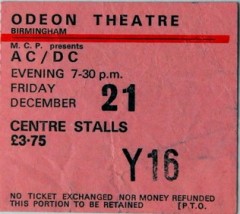 ODEON THEATRE
BIRMINGHAM
M.C.P. presents
AC/DC
EVENING 7-30 p.m.
FRIDAY
DECEMBER 21
CENTRE STALLS
£3·75
Y16
NO TICKET EXCHANGED NOR MONEY REFUNDED
THIS PORTION TO BE RETAINED [P.T.O.